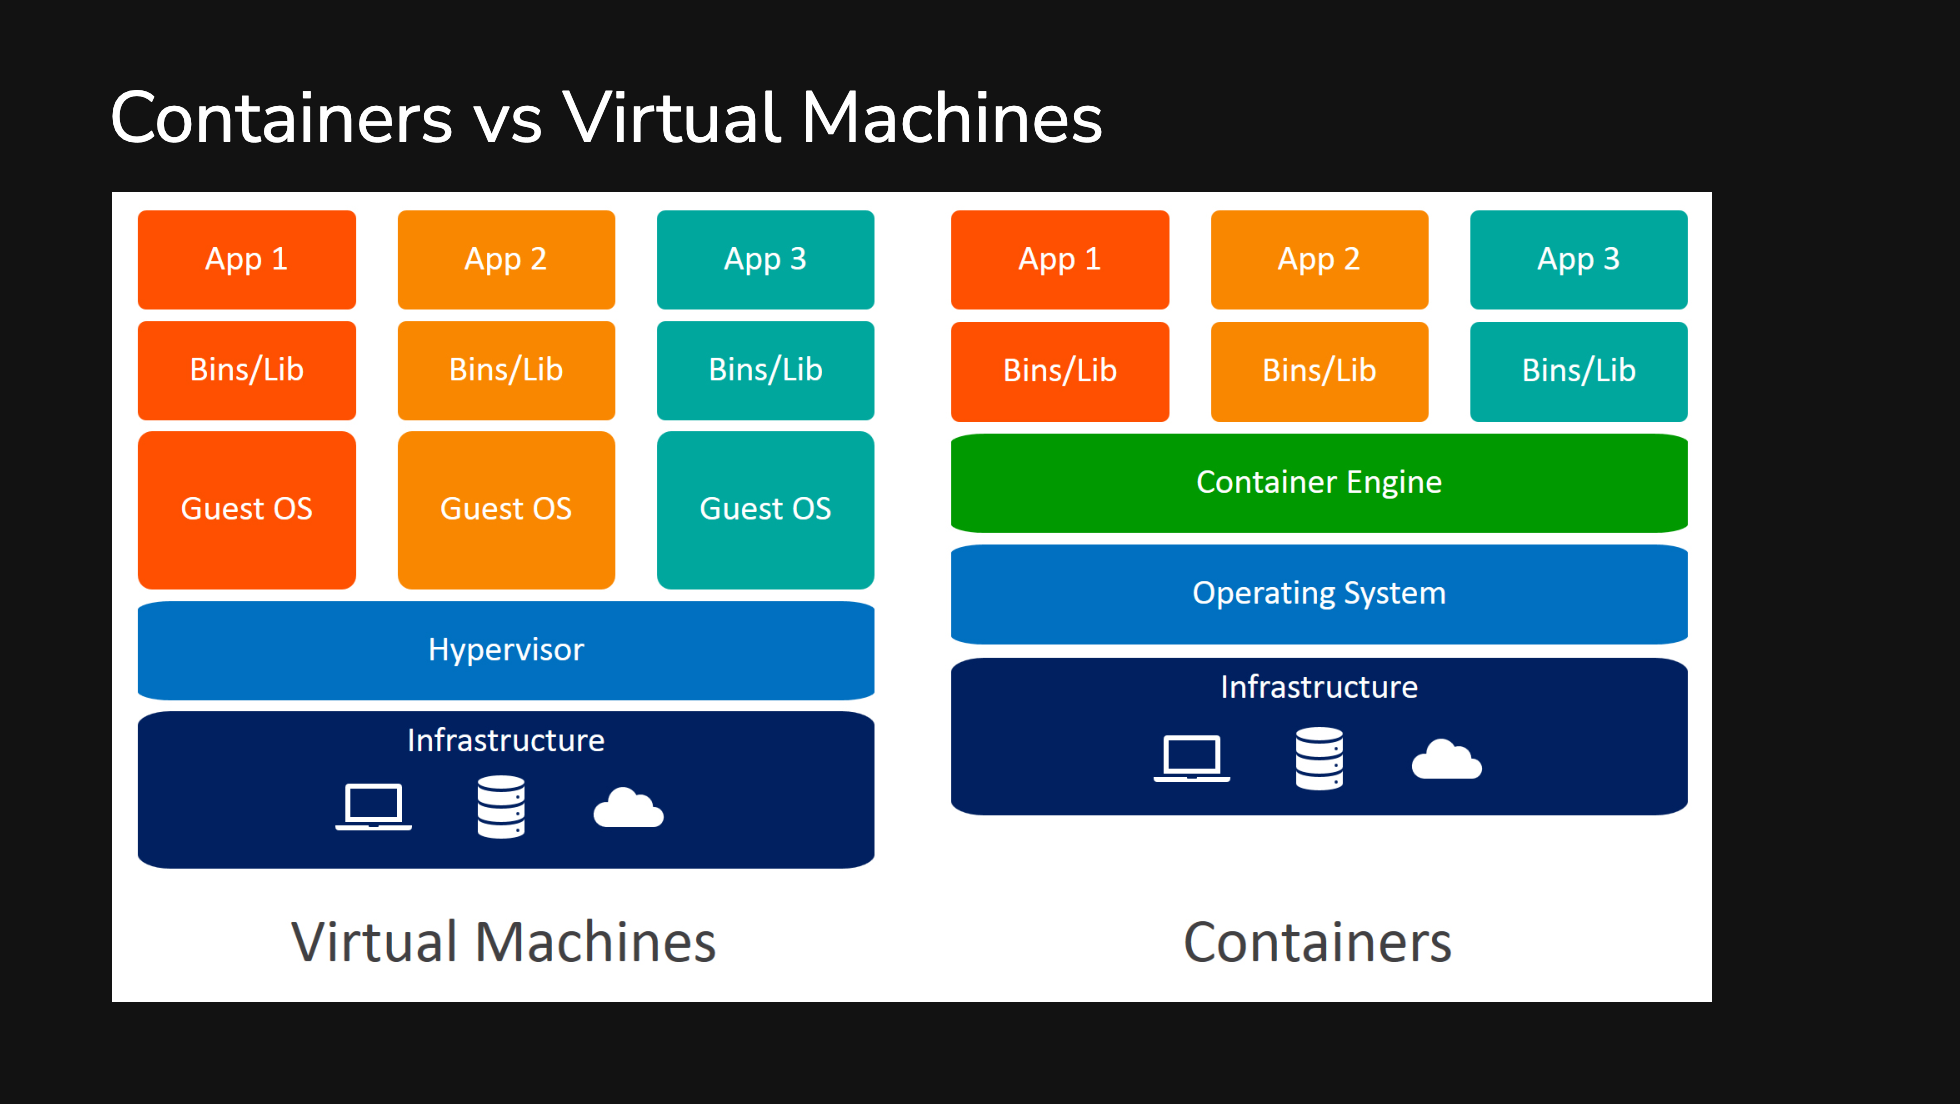 Containers vs Virtual Machines
App 1
App 2
App 3
Bins/Lib
Bins/Lib
Bins/Lib
Guest OS
Guest OS
Guest OS
Hypervisor
Infrastructure
Virtual Machines
App 1
App 2
App 3
Bins/Lib
Bins/Lib
Bins/Lib
Container Engine
Operating System
Infrastructure
Containers